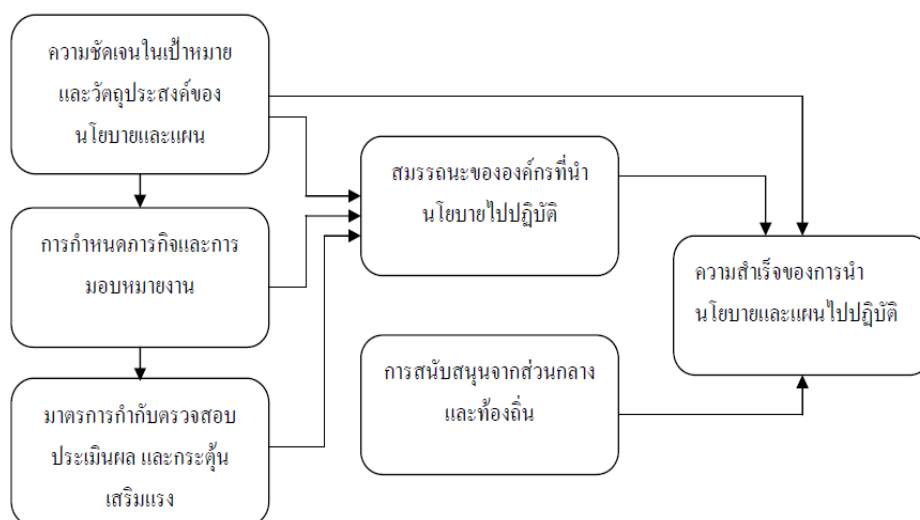 ความชัดเจนในเป้าหมาย
และวัตถุประสงค์ของ
นโยบายและแผน
การกำหนดภารกิจและการ
มอบหมายงาน
มาตรการกำกับตรวจสอบ
ประเมินผล และกระตุ้น
เสริมแรง
สมรรถนะขององค์กรที่นำ
นโยบายไปปฏิบัติ
การสนับสนุนจากส่วนกลาง
และท้องถิ่น
ความสำเร็จของการนำ
นโยบายและแผนไปปฏิบัติ